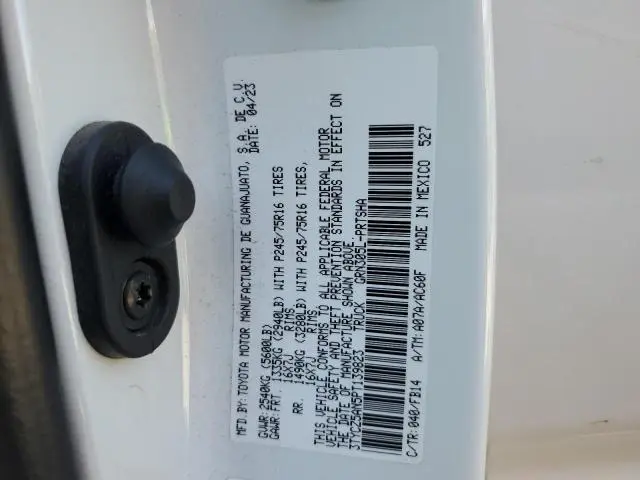 MFD BY: TOYOTA MOTOR MANUFACTURING DE GUANAJUATO, S.A. DE C.V.
DATE: 04/23
GVWR: 2540KG (5600LB)
GAWR: FRT. 1335KG (2940LB) WITH P245/75R16 TIRES
16X7J RIMS,
RR. 1490KG (3280LB) WITH P245/75R16 TIRES,
16X7J RIMS,
THIS VEHICLE CONFORMS TO ALL APPLICABLE FEDERAL MOTOR
VEHICLE SAFETY AND THEFT PREVENTION STANDARDS IN EFFECT ON
THE DATE OF MANUFACTURE SHOWN ABOVE.
3TYCZ5AN5PT139923 TRUCK GRN305L-PRTSHA
C/TR: 040/FB14 A/TM: A07A/AC60F MADE IN MEXICO 527